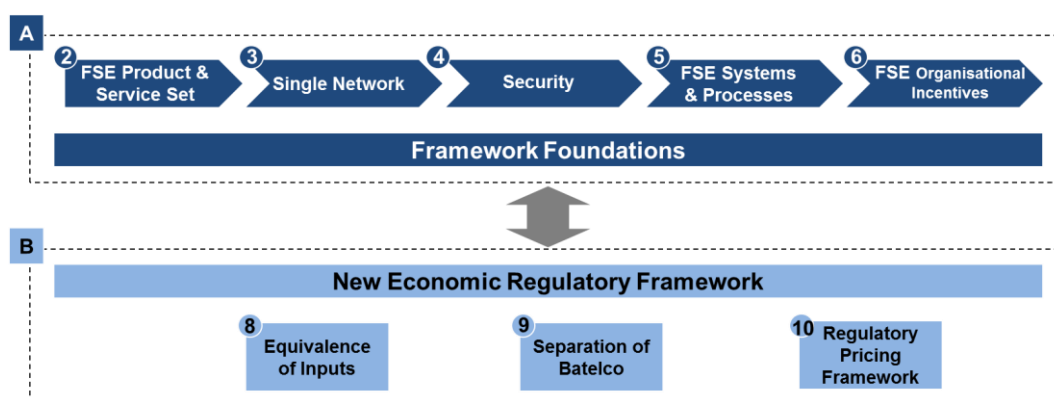 A
2
FSE Product &
Service Set
3
Single Network
4
Security
5
FSE Systems
& Processes
6
FSE Organisational
Incentives
Framework Foundations
B
New Economic Regulatory Framework
8
Equivalence
of Inputs
9
Separation of
Batelco
10
Regulatory
Pricing
Framework